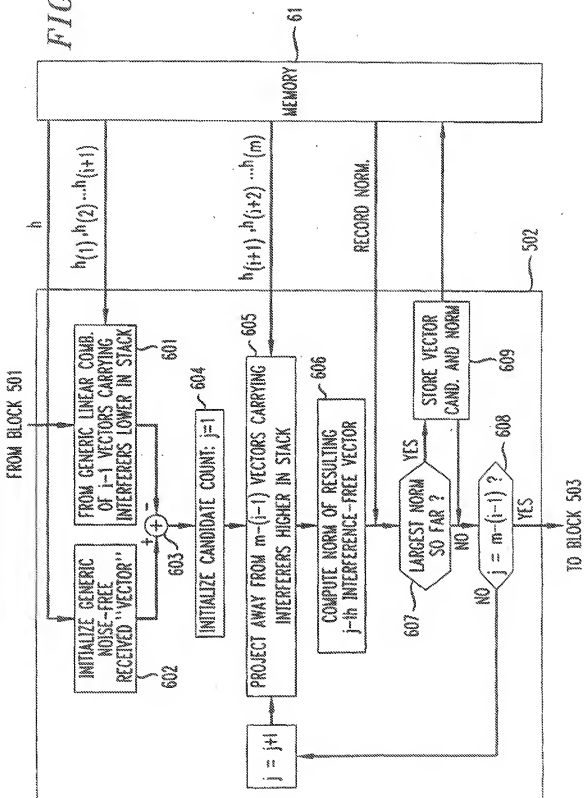 FIG
FROM BLOCK 501
h
h(1) ,h(2) ...h(i+1)
MEMORY
61
INITIALIZE GENERIC
NOISE-FREE
RECEIVED "VECTOR"
602
FROM GENERIC LINEAR COMB.
OF i-1 VECTORS CARRYING
INTERFERERS LOWER IN STACK
601
+
−
+
603
INITIALIZE CANDIDATE COUNT: j=1
604
605
h(i+1) ,h(i+2) ...h(m)
PROJECT AWAY FROM m-(i-1) VECTORS CARRYING
INTERFERERS HIGHER IN STACK
j = j+1
606
COMPUTE NORM OF RESULTING
j-th INTERFERENCE-FREE VECTOR
RECORD NORM.
LARGEST NORM
SO FAR ?
607
YES
NO
STORE VECTOR
CAND. AND NORM
609
j = m-(i-1) ?
608
NO
YES
502
TO BLOCK 503